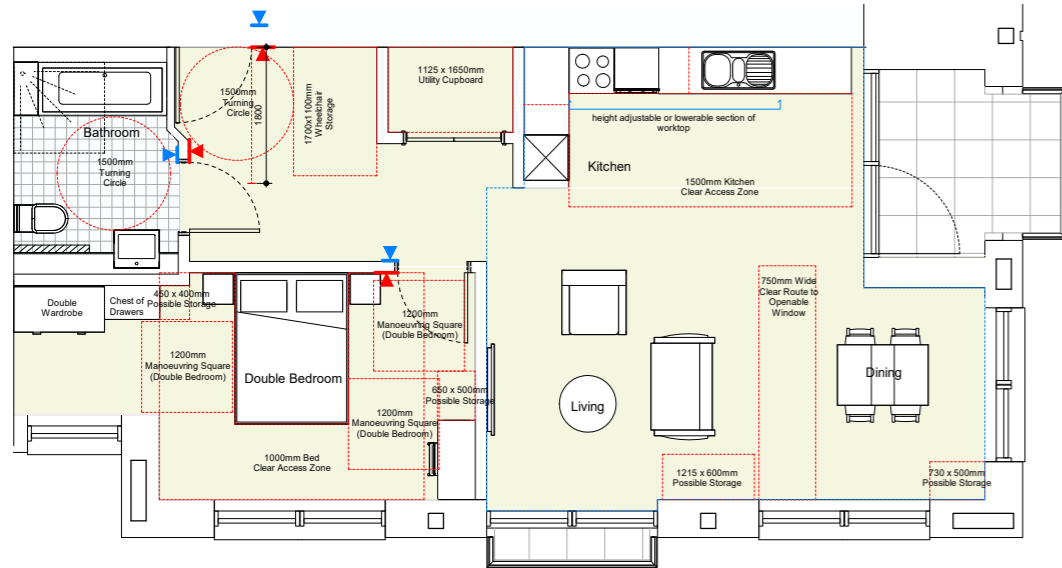 1125 x 1650mm
Utility Cupboard
1500mm
Turning
Circle
1800
1700x1100mm
Wheelchair
Storage
height adjustable or lowerable section of
worktop
Bathroom
1500mm
Turning
Circle
Kitchen
1500mm Kitchen
Clear Access Zone
Double
Wardrobe
Chest of
Drawers
450 x 400mm
Possible Storage
1200mm
Manoeuvring Square
(Double Bedroom)
750mm Wide
Clear Route to
Openable
Window
1200mm
Manoeuvring Square
(Double Bedroom)
Double Bedroom
650 x 500mm
Possible Storage
1200mm
Manoeuvring Square
(Double Bedroom)
Living
Dining
1000mm Bed
Clear Access Zone
1215 x 600mm
Possible Storage
730 x 500mm
Possible Storage